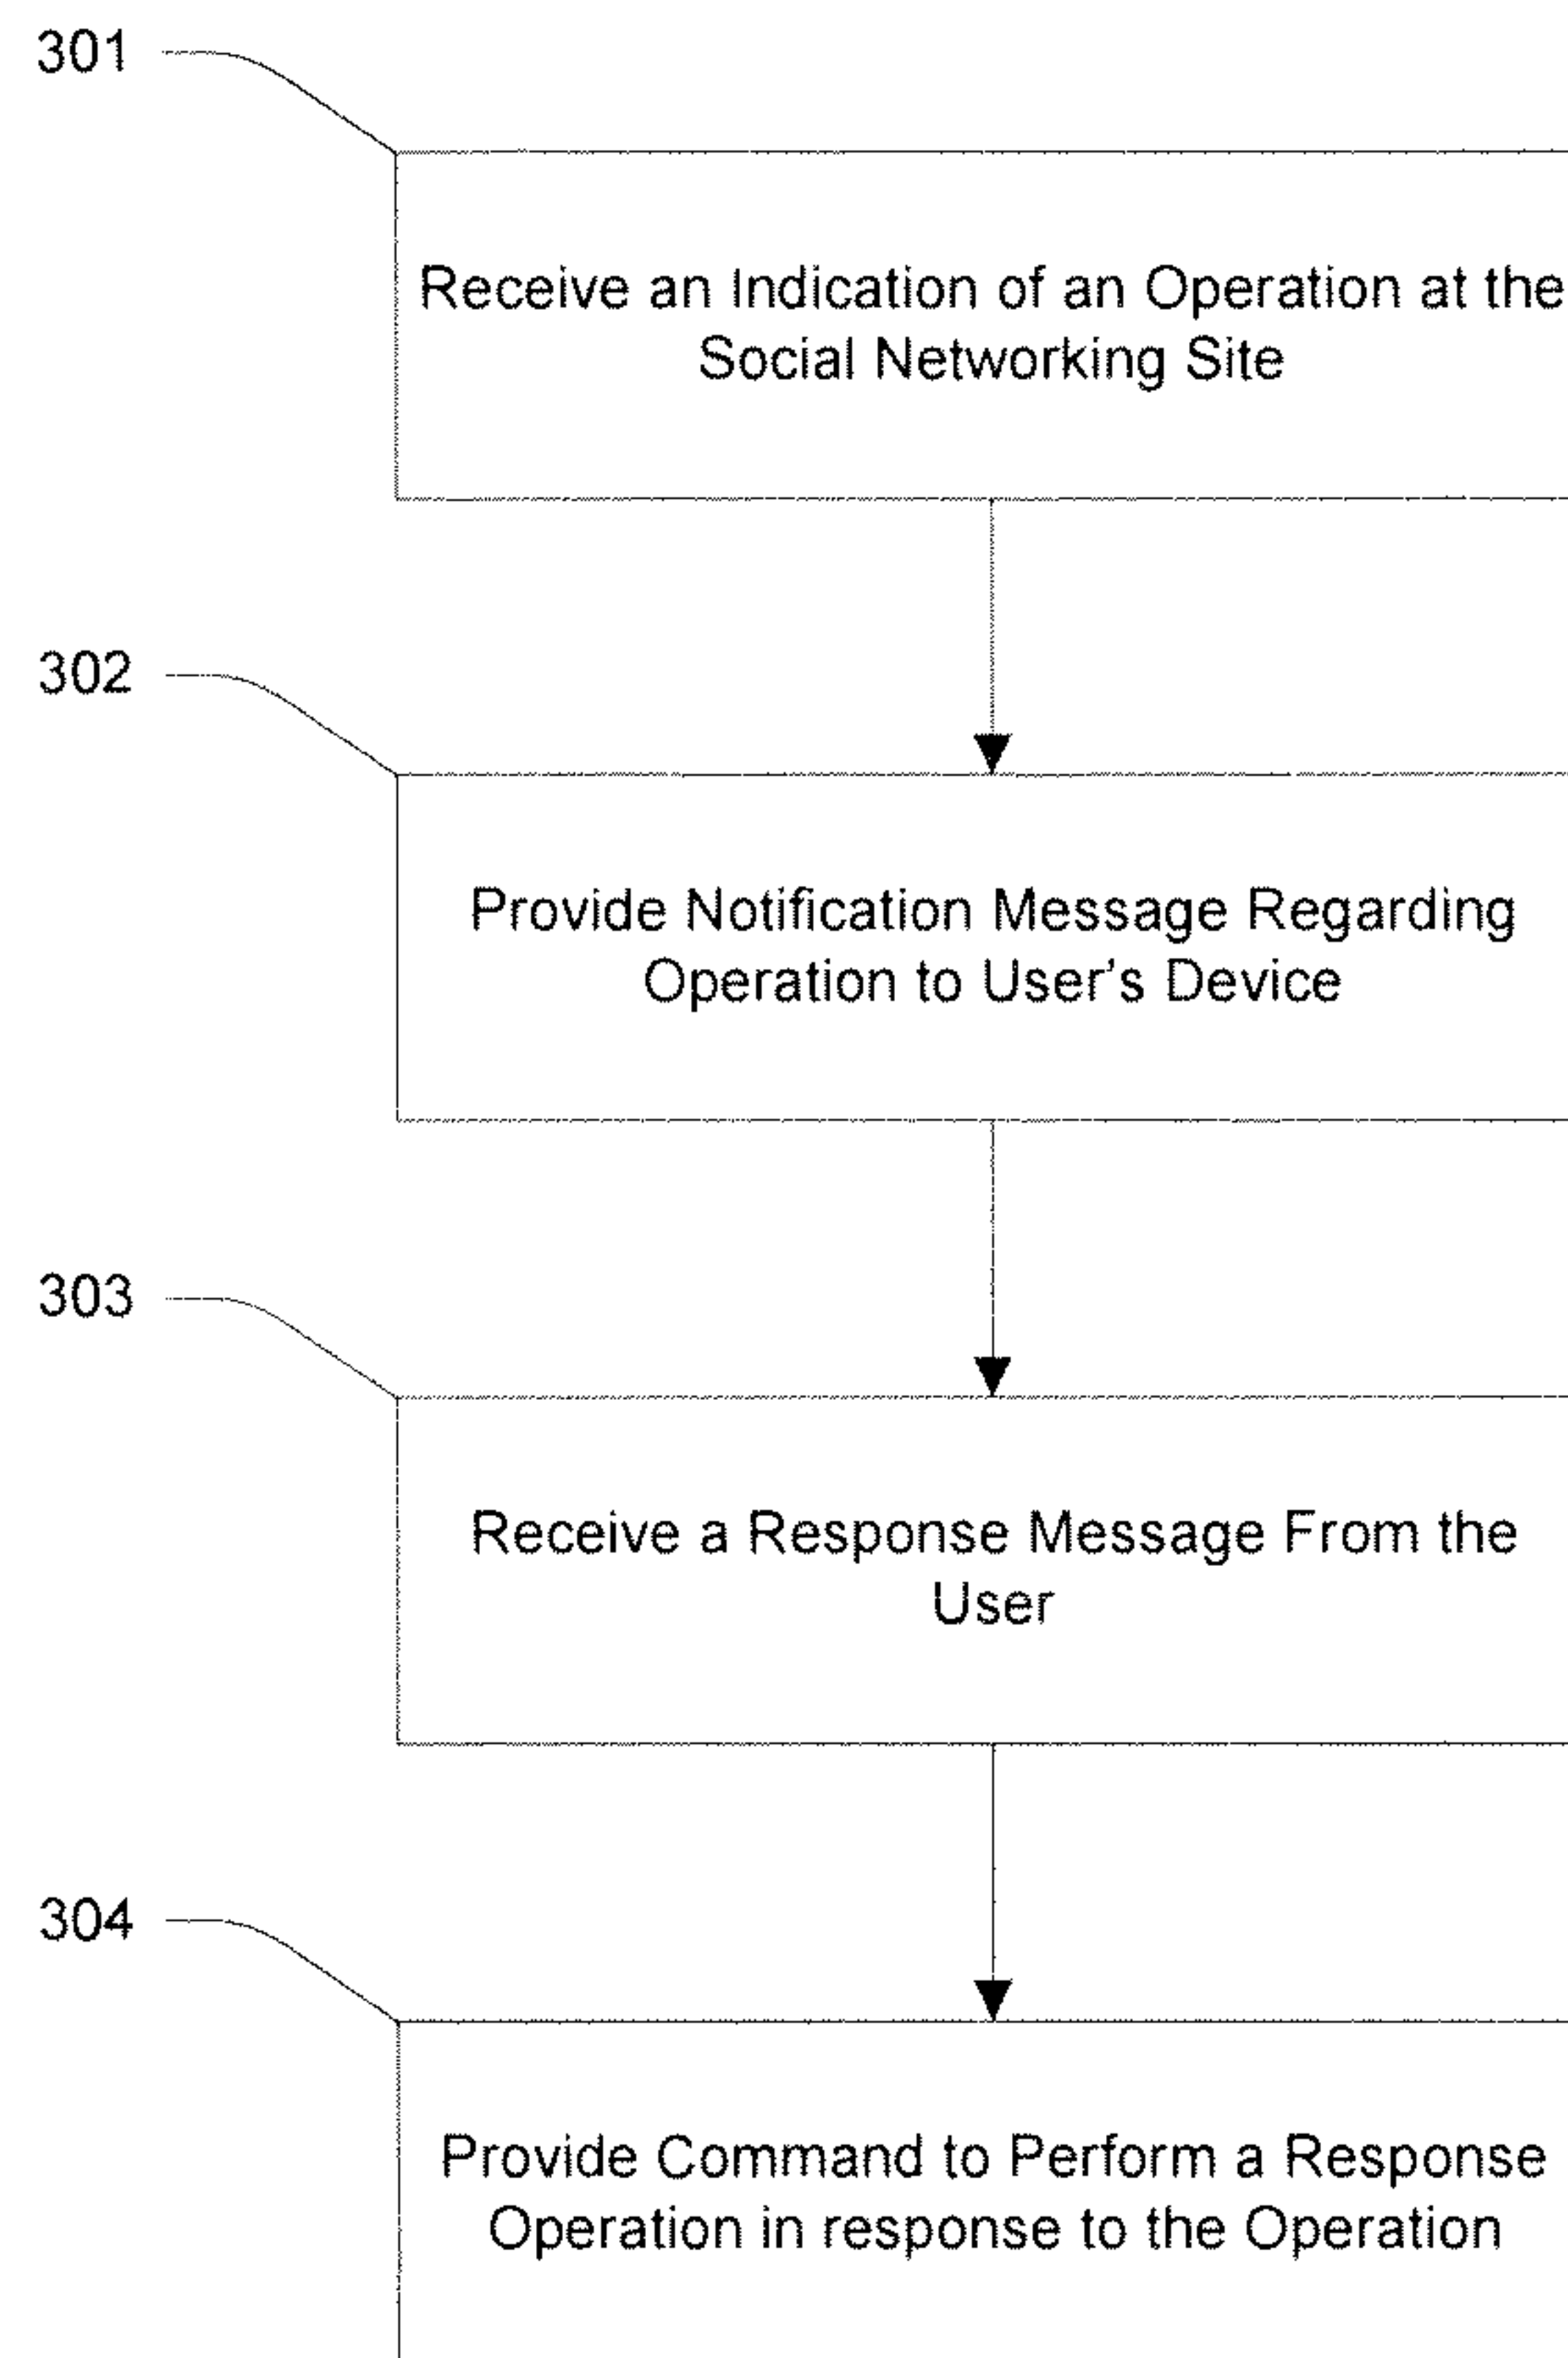 301
Receive an Indication of an Operation at the
Social Networking Site
302
Provide Notification Message Regarding
Operation to User's Device
303
Receive a Response Message From the
User
304
Provide Command to Perform a Response
Operation in response to the Operation